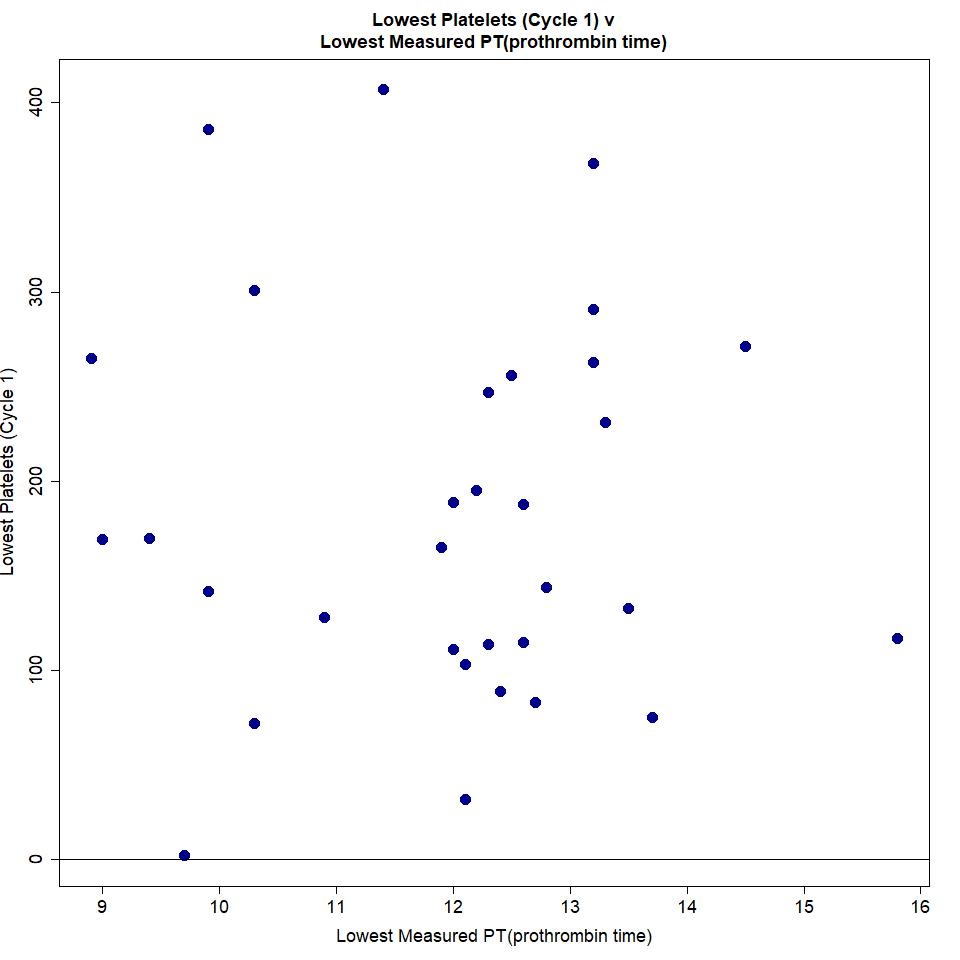 Lowest Platelets (Cycle 1) v
Lowest Measured PT(prothrombin time)
400
300
200
100
0
Lowest Platelets (Cycle 1)
9 10 11 12 13 14 15 16
Lowest Measured PT(prothrombin time)